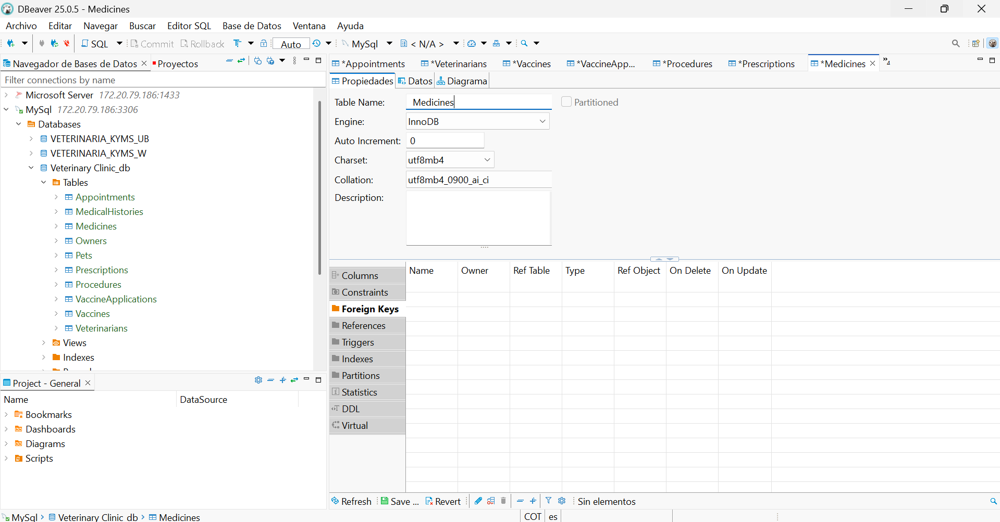 DBeaver 25.0.5 - Medicines
Archivo Editar Navegar Buscar Editor SQL Base de Datos Ventana Ayuda
SQL Commit Rollback Auto MySql < N/A >
Navegador de Bases de Datos Proyectos
Filter connections by name
Microsoft Server 172.20.79.186:1433
MySql 172.20.79.186:3306
Databases
VETERINARIA_KYMS_UB
VETERINARIA_KYMS_W
Veterinary Clinic_db
Tables
Appointments
MedicalHistories
Medicines
Owners
Pets
Prescriptions
Procedures
VaccineApplications
Vaccines
Veterinarians
Views
Indexes
Project - General
Name DataSource
Bookmarks
Dashboards
Diagrams
Scripts
*Appointments *Veterinarians *Vaccines *VaccineApp... *Procedures *Prescriptions *Medicines »4
Propiedades Datos Diagrama
Table Name: Medicines Partitioned
Engine: InnoDB
Auto Increment: 0
Charset: utf8mb4
Collation: utf8mb4_0900_ai_ci
Description:
Columns
Constraints
Foreign Keys
References
Triggers
Indexes
Partitions
Statistics
DDL
Virtual
Name Owner Ref Table Type Ref Object On Delete On Update
Refresh Save ... Revert Sin elementos
MySql Veterinary Clinic_db Medicines COT es